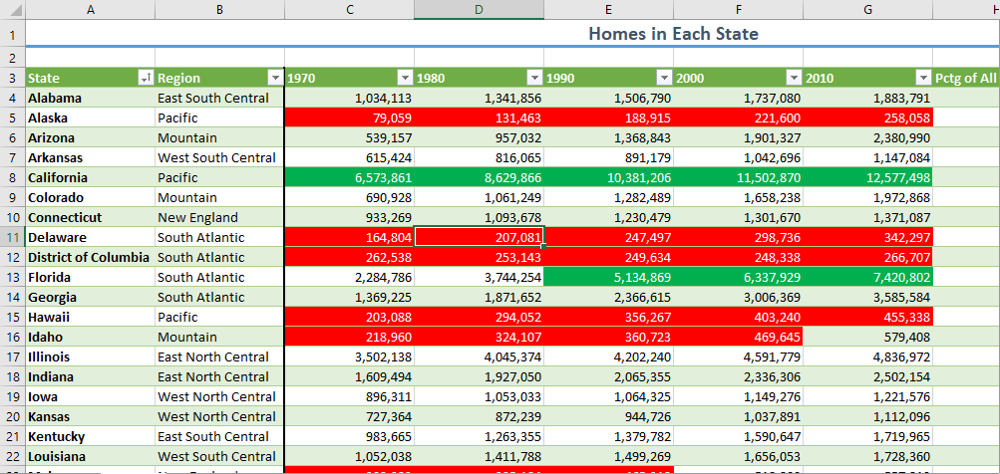 A B C D E F G H
1 Homes in Each State
2
3 State Region 1970 1980 1990 2000 2010 Pctg of All
4 Alabama East South Central 1,034,113 1,341,856 1,506,790 1,737,080 1,883,791
5 Alaska Pacific 79,059 131,463 188,915 221,600 258,058
6 Arizona Mountain 539,157 957,032 1,368,843 1,901,327 2,380,990
7 Arkansas West South Central 615,424 816,065 891,179 1,042,696 1,147,084
8 California Pacific 6,573,861 8,629,866 10,381,206 11,502,870 12,577,498
9 Colorado Mountain 690,928 1,061,249 1,282,489 1,658,238 1,972,868
10 Connecticut New England 933,269 1,093,678 1,230,479 1,301,670 1,371,087
11 Delaware South Atlantic 164,804 207,081 247,497 298,736 342,297
12 District of Columbia South Atlantic 262,538 253,143 249,634 248,338 266,707
13 Florida South Atlantic 2,284,786 3,744,254 5,134,869 6,337,929 7,420,802
14 Georgia South Atlantic 1,369,225 1,871,652 2,366,615 3,006,369 3,585,584
15 Hawaii Pacific 203,088 294,052 356,267 403,240 455,338
16 Idaho Mountain 218,960 324,107 360,723 469,645 579,408
17 Illinois East North Central 3,502,138 4,045,374 4,202,240 4,591,779 4,836,972
18 Indiana East North Central 1,609,494 1,927,050 2,065,355 2,336,306 2,502,154
19 Iowa West North Central 896,311 1,053,033 1,064,325 1,149,276 1,221,576
20 Kansas West North Central 727,364 872,239 944,726 1,037,891 1,112,096
21 Kentucky East South Central 983,665 1,263,355 1,379,782 1,590,647 1,719,965
22 Louisiana West South Central 1,052,038 1,411,788 1,499,269 1,656,053 1,728,360